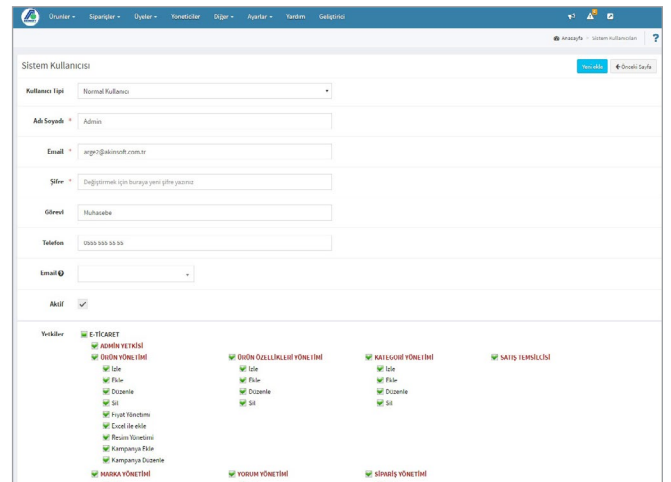 Ürünler Siparişler Üyeler Yöneticiler Diğer Ayarlar Yardım Geliştirici
Anasayfa – Sistem Kullanıcıları ?
Sistem Kullanıcısı Yeni ekle Önceki Sayfa
Kullanıcı Tipi Normal Kullanıcı
Adı Soyadı * Admin
Email * arge2@akinsoft.com.tr
Şifre * Değiştirmek için buraya yeni şifre yazınız
Görevi Muhasebe
Telefon 0555 555 55 55
Email
Aktif
Yetkiler E-TİCARET
ADMİN YETKİSİ
ÜRÜN YÖNETİMİ ÜRÜN ÖZELLİKLERİ YÖNETİMİ KATEGORİ YÖNETİMİ SATIŞ TEMSİLCİSİ
İzle İzle İzle
Ekle Ekle Ekle
Düzenle Düzenle Düzenle
Sil Sil Sil
Fiyat Yönetimi
Excel ile ekle
Resim Yönetimi
Kampanya Ekle
Kampanya Düzenle
MARKA YÖNETİMİ YORUM YÖNETİMİ SİPARİŞ YÖNETİMİ